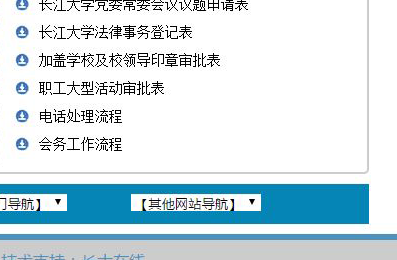 长江大学党委常委会议议题申请表
长江大学法律事务登记表
加盖学校及校领导印章审批表
职工大型活动审批表
电话处理流程
会务工作流程
门导航】 【其他网站导航】
技术支持：长大在线